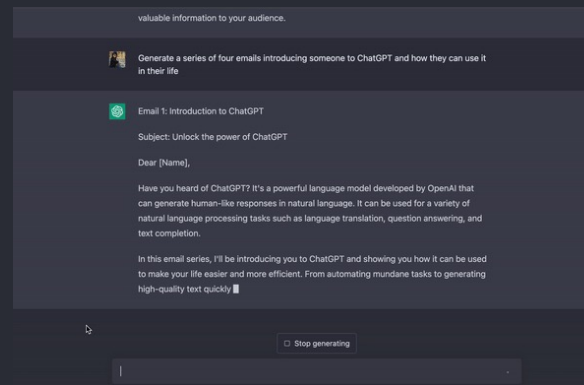 valuable information to your audience.
Generate a series of four emails introducing someone to ChatGPT and how they can use it
in their life
Email 1: Introduction to ChatGPT
Subject: Unlock the power of ChatGPT
Dear [Name],
Have you heard of ChatGPT? It's a powerful language model developed by OpenAI that
can generate human-like responses in natural language. It can be used for a variety of
natural language processing tasks such as language translation, question answering, and
text completion.
In this email series, I'll be introducing you to ChatGPT and showing you how it can be used
to make your life easier and more efficient. From automating mundane tasks to generating
high-quality text quickly
Stop generating